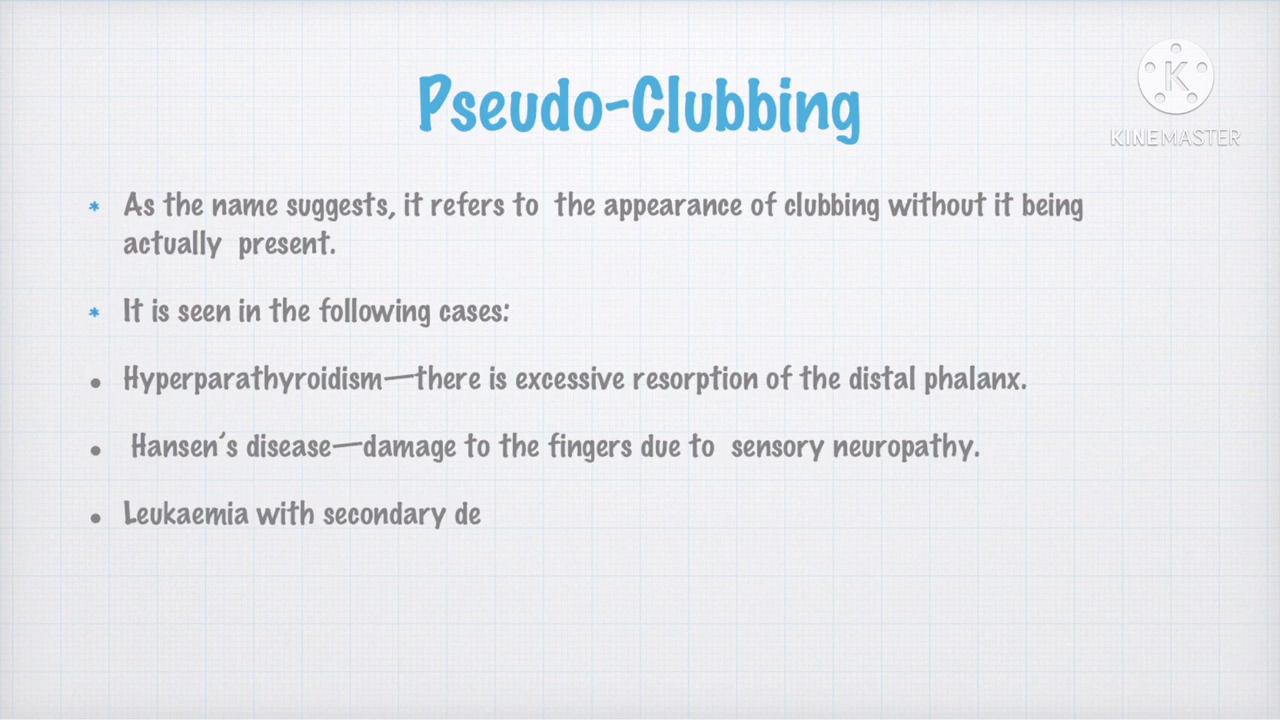 Pseudo-Clubbing
KINEMASTER
* As the name suggests, it refers to the appearance of clubbing without it being
actually present.
* It is seen in the following cases:
• Hyperparathyroidism—there is excessive resorption of the distal phalanx.
• Hansen's disease—damage to the fingers due to sensory neuropathy.
• Leukaemia with secondary de